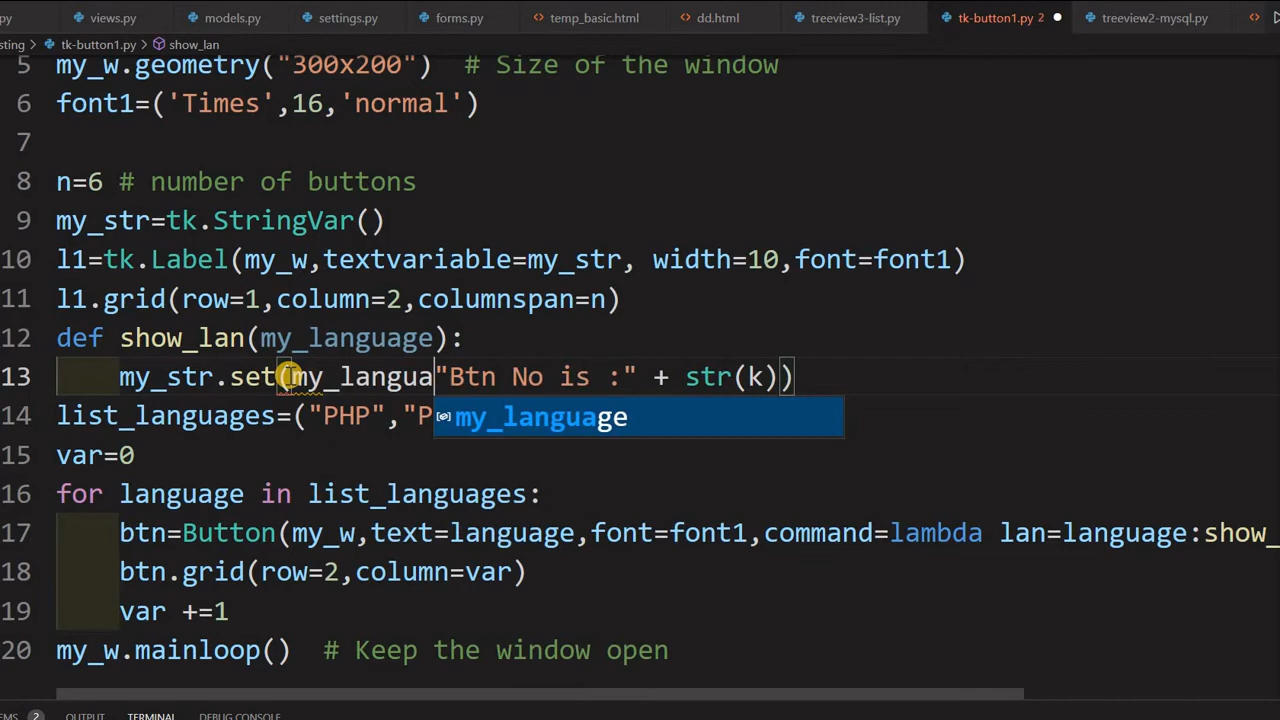 py views.py models.py settings.py forms.py temp_basic.html dd.html treeview3-list.py tk-button1.py 2 treeview2-mysql.py
sting > tk-button1.py > show_lan
5 my_w.geometry("300x200")  # Size of the window
6 font1=('Times',16,'normal')
7
8 n=6 # number of buttons
9 my_str=tk.StringVar()
10 l1=tk.Label(my_w,textvariable=my_str, width=10,font=font1)
11 l1.grid(row=1,column=2,columnspan=n)
12 def show_lan(my_language):
13     my_str.set(my_langua"Btn No is :" + str(k))
14 list_languages=("PHP","P
my_language
15 var=0
16 for language in list_languages:
17     btn=Button(my_w,text=language,font=font1,command=lambda lan=language:show_
18     btn.grid(row=2,column=var)
19     var +=1
20 my_w.mainloop()  # Keep the window open
EMS 2 OUTPUT TERMINAL DEBUG CONSOLE